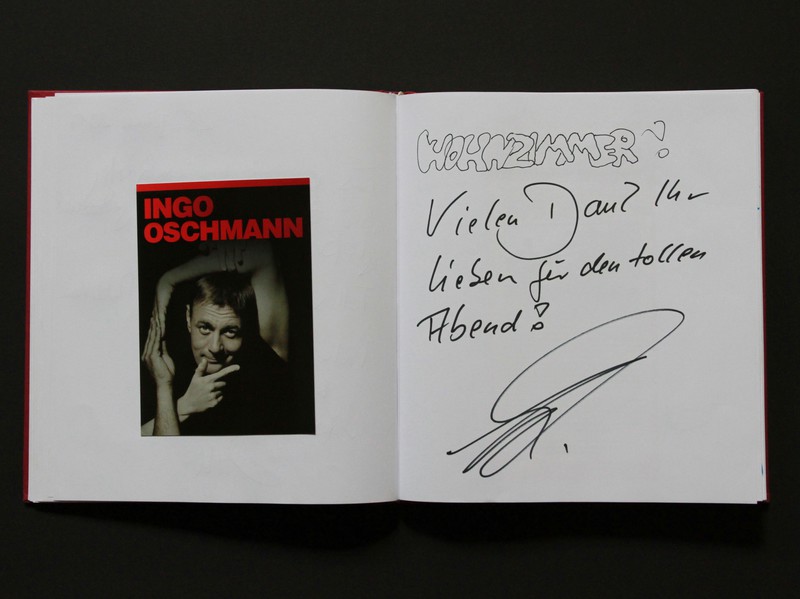 INGO
OSCHMANN
WOHNZIMMER!
Vielen Dank Ihr
lieben für den tollen
Abend!